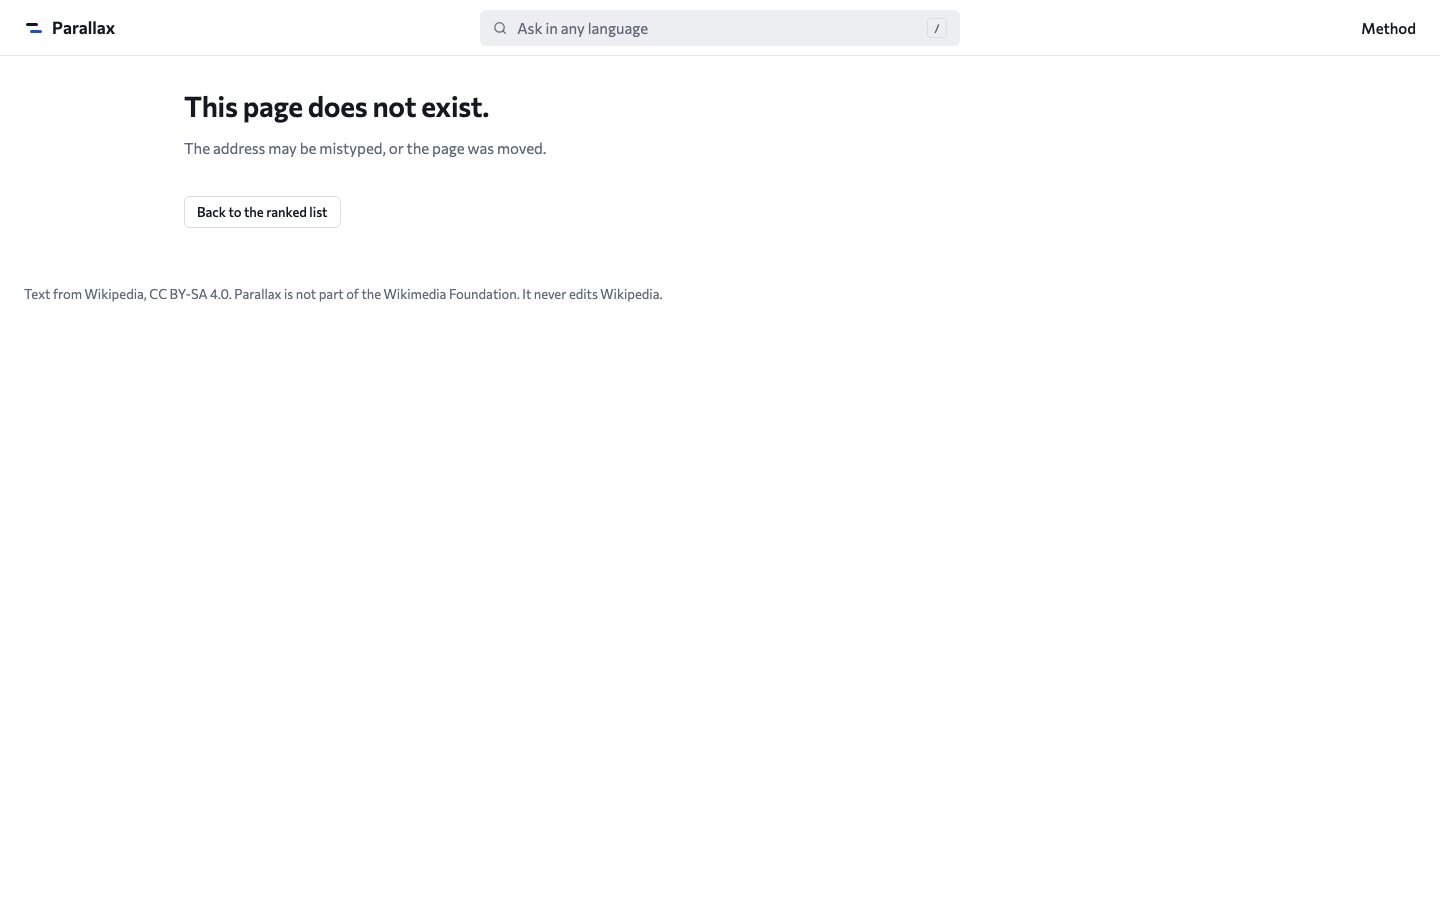 Parallax
Ask in any language
/
Method
This page does not exist.
The address may be mistyped, or the page was moved.
Back to the ranked list
Text from Wikipedia, CC BY-SA 4.0. Parallax is not part of the Wikimedia Foundation. It never edits Wikipedia.